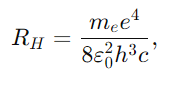 R_H = \frac{m_e e^4}{8 \varepsilon_0^2 h^3 c},